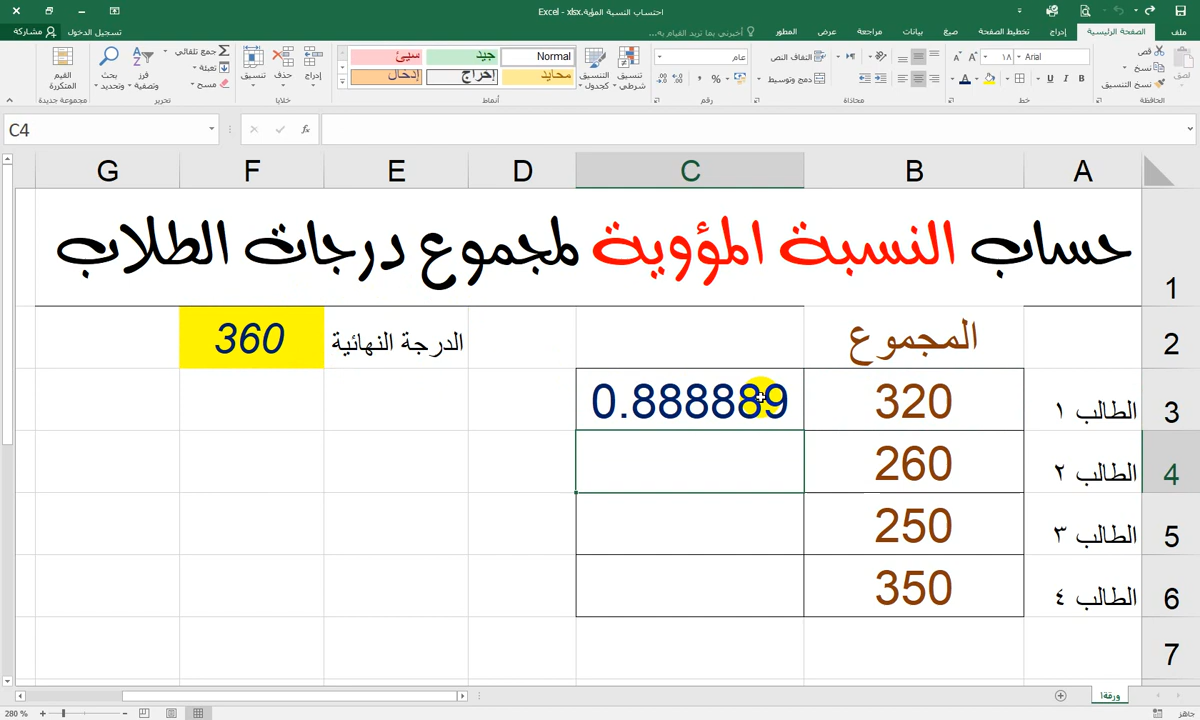 احتساب النسبة المؤية.xlsx - Excel
ملف
الصفحة الرئيسية
إدراج
تخطيط الصفحة
صيغ
بيانات
مراجعة
عرض
المطور
أخبرني بما تريد القيام به...
تسجيل الدخول
مشاركة
لصق
قص
نسخ
نسخ التنسيق
الحافظة
Arial
١٨
B I U
خط
التفاف النص
دمج وتوسيط
محاذاة
عام
%
رقم
تنسيق شرطي
التنسيق كجدول
Normal
جيد
سيئ
محايد
إخراج
إدخال
أنماط
إدراج
حذف
تنسيق
خلايا
جمع تلقائي
تعبئة
مسح
فرز وتصفية
بحث وتحديد
تحرير
القيم المتكررة
مجموعة جديدة
C4
fx
A B C D E F G
1
حساب النسبة المؤوية لمجموع درجات الطلاب
2
المجموع
الدرجة النهائية
360
3
الطالب ١
320
0.888889
4
الطالب ٢
260
5
الطالب ٣
250
6
الطالب ٤
350
7
ورقة١
جاهز
280 %